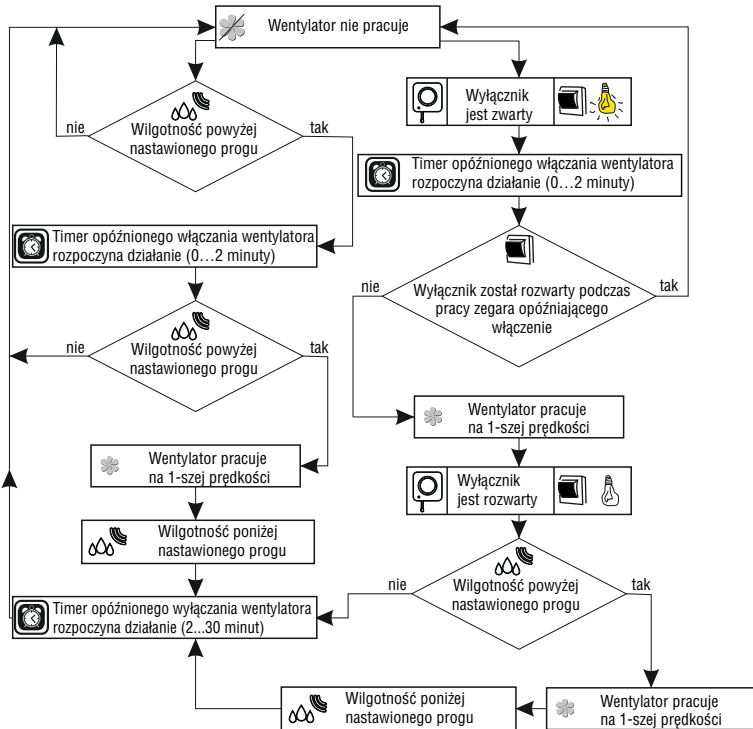 Wentylator nie pracuje
nie
Wilgotność powyżej
nastawionego progu
tak
Wyłącznik
jest zwarty
Timer opóźnionego włączania wentylatora
rozpoczyna działanie (0…2 minuty)
Timer opóźnionego włączania wentylatora
rozpoczyna działanie (0…2 minuty)
nie
Wyłącznik został rozwarty podczas
pracy zegara opóźniającego
włączenie
tak
nie
Wilgotność powyżej
nastawionego progu
tak
Wentylator pracuje
na 1-szej prędkości
Wentylator pracuje
na 1-szej prędkości
Wyłącznik
jest rozwarty
Wilgotność poniżej
nastawionego progu
nie
Wilgotność powyżej
nastawionego progu
tak
Timer opóźnionego wyłączania wentylatora
rozpoczyna działanie (2...30 minut)
Wilgotność poniżej
nastawionego progu
Wentylator pracuje
na 1-szej prędkości